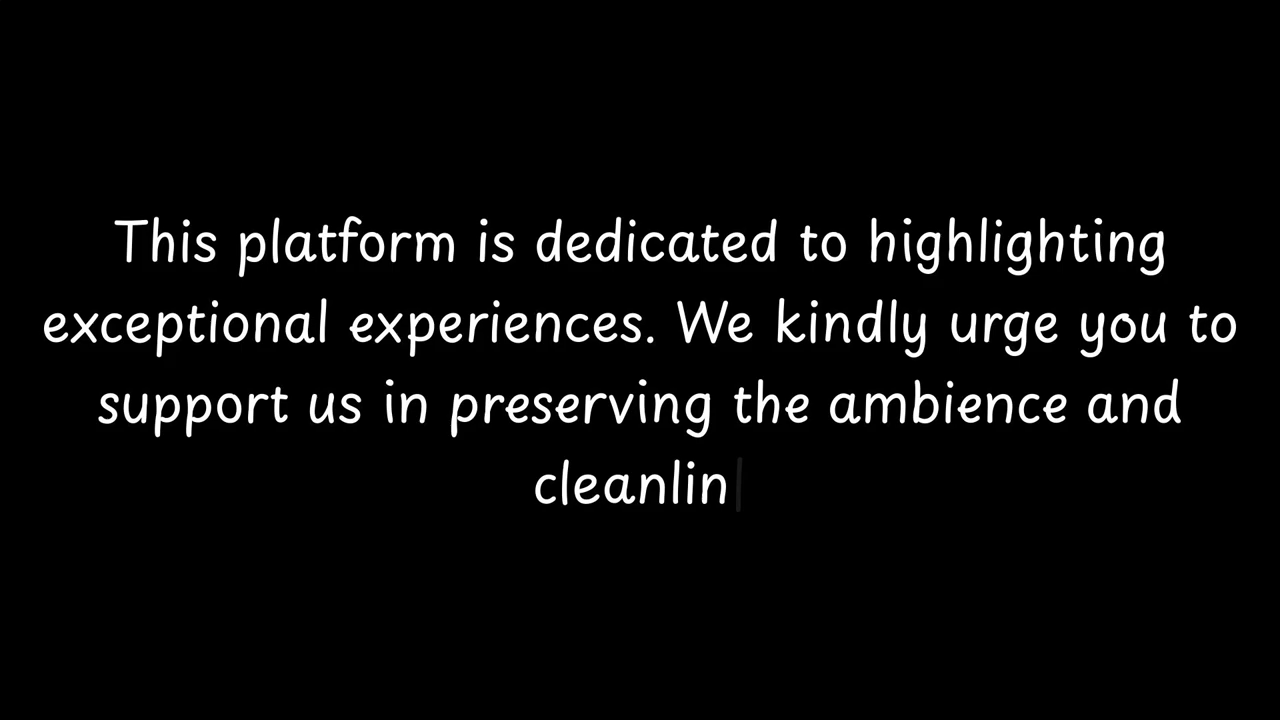 This platform is dedicated to highlighting
exceptional experiences. We kindly urge you to
support us in preserving the ambience and
cleanlin